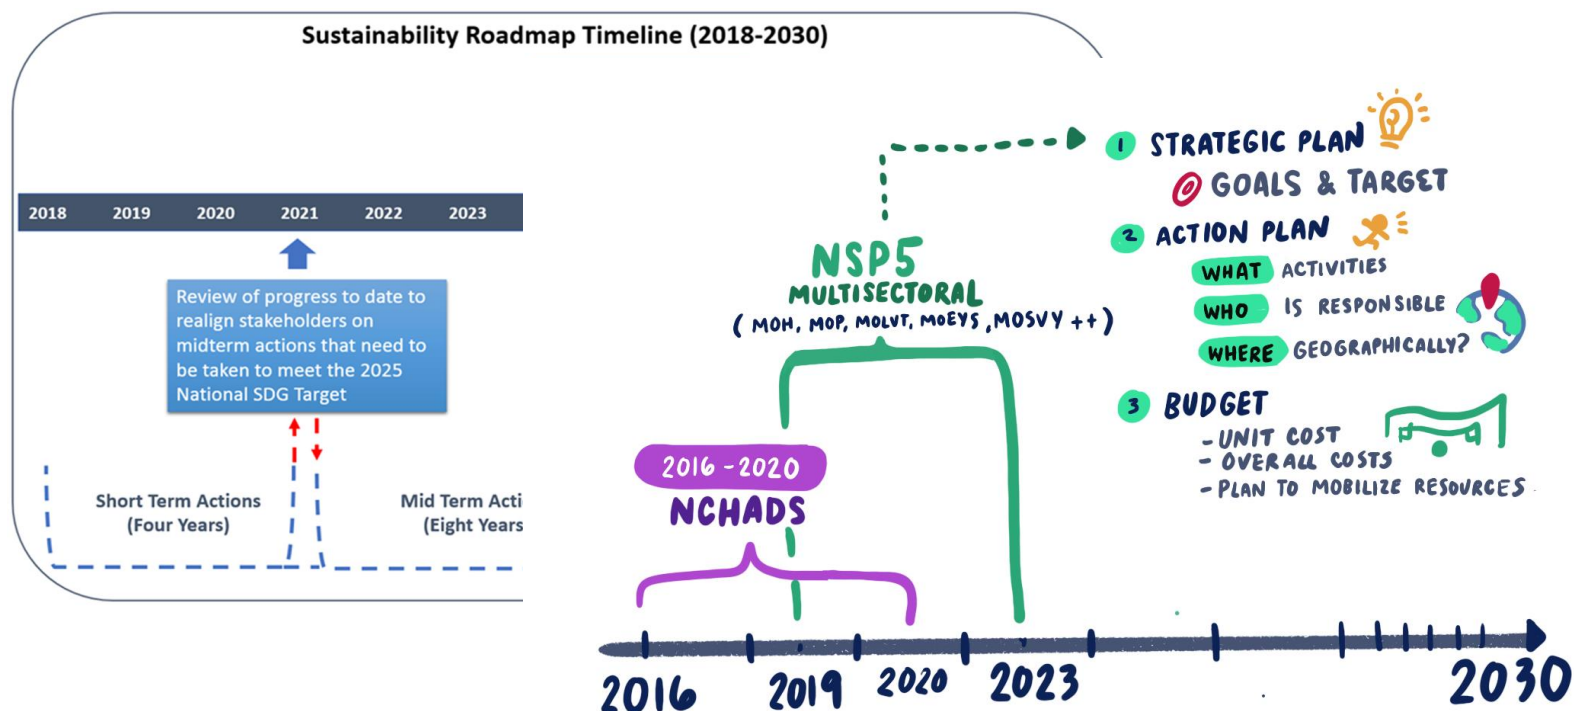 Sustainability Roadmap Timeline (2018-2030)
2018 2019 2020 2021 2022 2023
Review of progress to date to
realign stakeholders on
midterm actions that need to
be taken to meet the 2025
National SDG Target
Short Term Actions
(Four Years)
Mid Term Acti
(Eight Years
1 STRATEGIC PLAN
GOALS & TARGET
2 ACTION PLAN
WHAT ACTIVITIES
WHO IS RESPONSIBLE
WHERE GEOGRAPHICALLY?
3 BUDGET
- UNIT COST
- OVERALL COSTS
- PLAN TO MOBILIZE RESOURCES
NSP5
MULTISECTORAL
(MOH, MOP, MOLVT, MOEYS, MOSVY ++)
2016-2020
NCHADS
2016 2019 2020 2023 2030